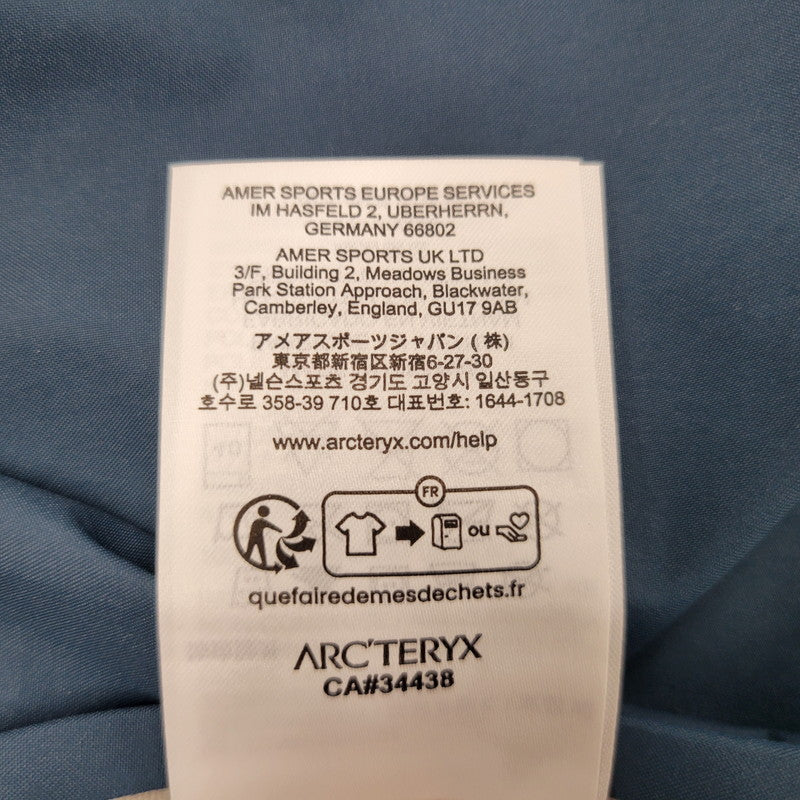 AMER SPORTS EUROPE SERVICES
IM HASFELD 2, UBERHERRN,
GERMANY 66802
AMER SPORTS UK LTD
3/F, Building 2, Meadows Business
Park Station Approach, Blackwater,
Camberley, England, GU17 9AB
アメアスポーツジャパン (株)
東京都新宿区新宿6-27-30
(주)넬슨스포츠 경기도 고양시 일산동구
호수로 358-39 710호 대표번호: 1644-1708
www.arcteryx.com/help
FR
ou
quefairedemesdechets.fr
ARC'TERYX
CA#34438